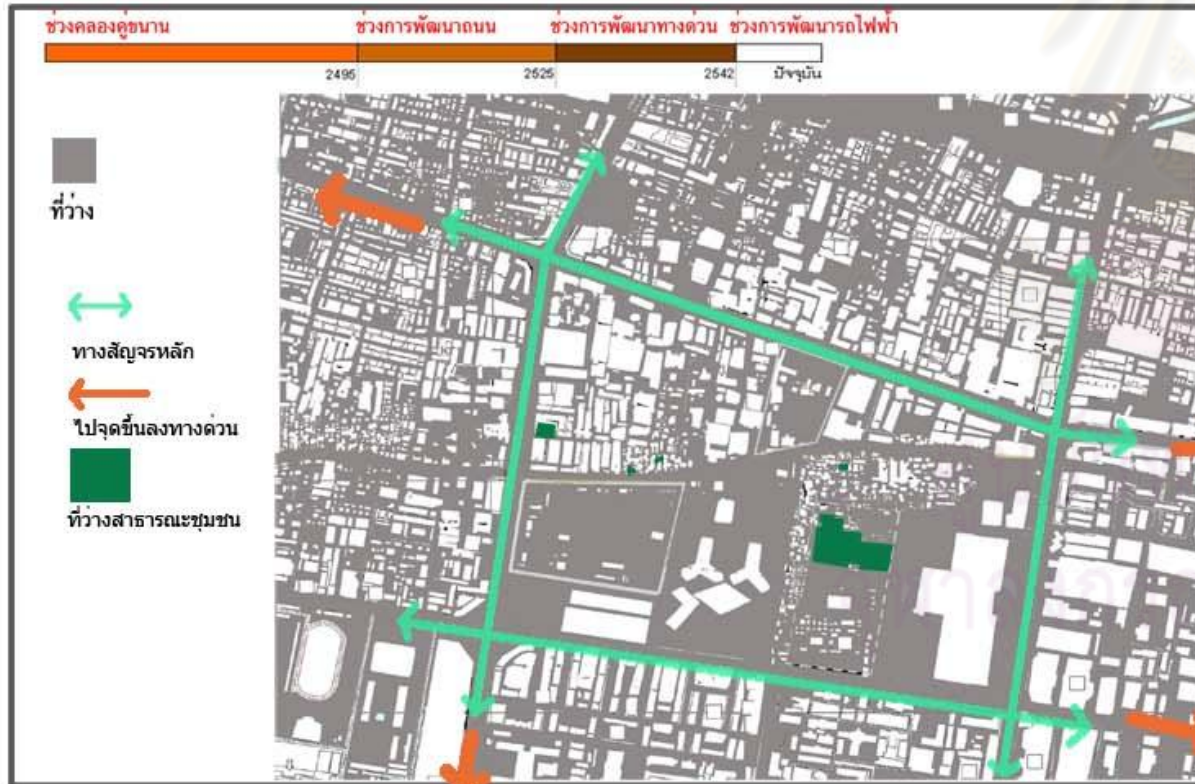 ช่วงคลองคูขนาน ช่วงการพัฒนาถนน ช่วงการพัฒนาทางด่วน ช่วงการพัฒนารถไฟฟ้า
2495 2525 2542 ปัจจุบัน
ที่ว่าง
ทางสัญจรหลัก
ไปจุดขึ้นลงทางด่วน
ที่ว่างสาธารณะชุมชน